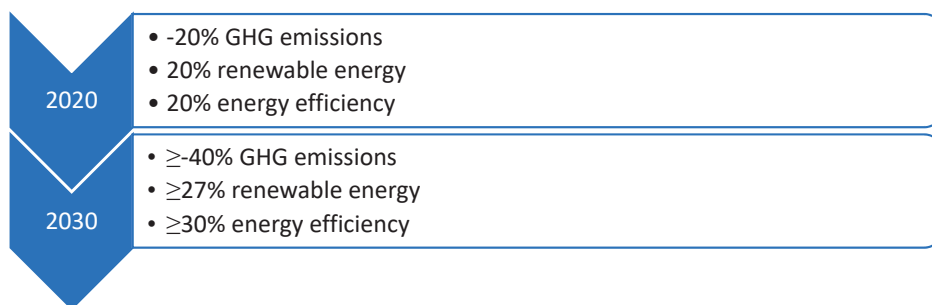 2020
• -20% GHG emissions
• 20% renewable energy
• 20% energy efficiency
2030
• ≥-40% GHG emissions
• ≥27% renewable energy
• ≥30% energy efficiency